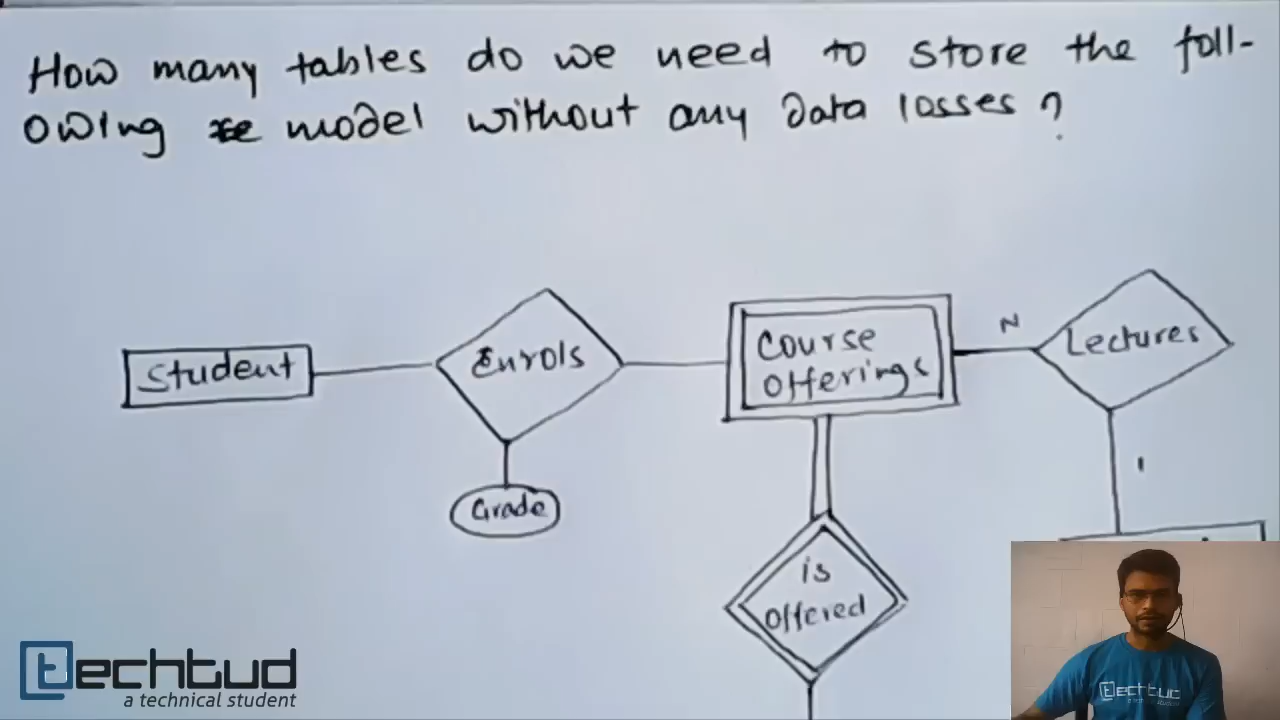 How many tables do we need to store the foll-
owing model without any data losses?
Student
Enrols
Course
Offerings
N
Lectures
1
Grade
is
offered
techtud
a technical student
techtud